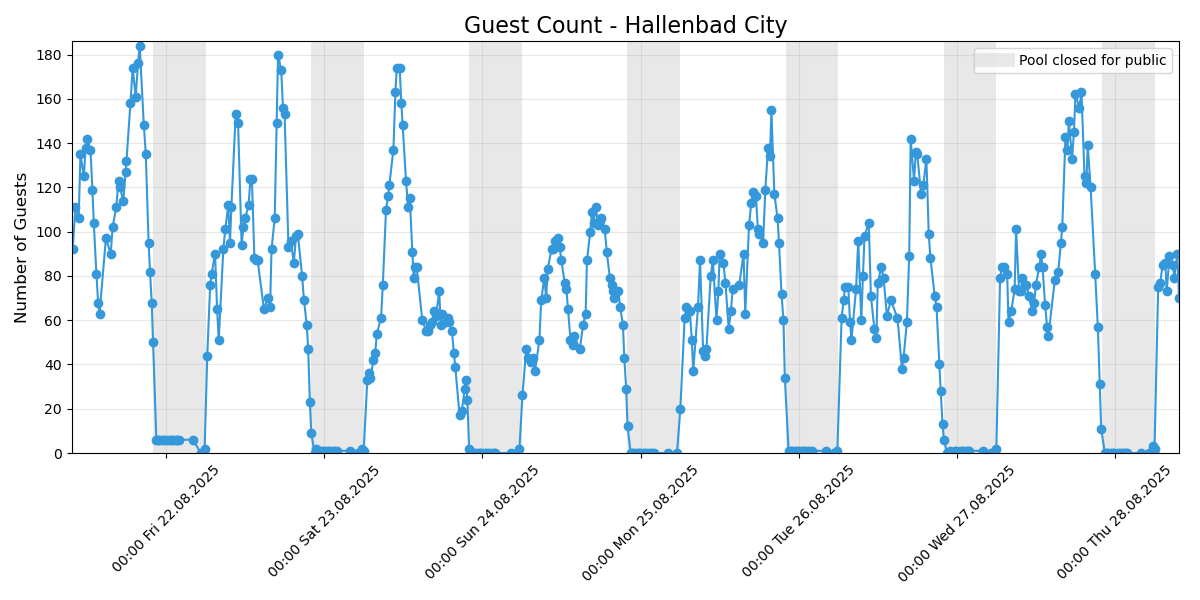 Guest Count - Hallenbad City
Pool closed for public
Number of Guests
180
160
140
120
100
80
60
40
20
0
00:00 Fri 22.08.2025
00:00 Sat 23.08.2025
00:00 Sun 24.08.2025
00:00 Mon 25.08.2025
00:00 Tue 26.08.2025
00:00 Wed 27.08.2025
00:00 Thu 28.08.2025